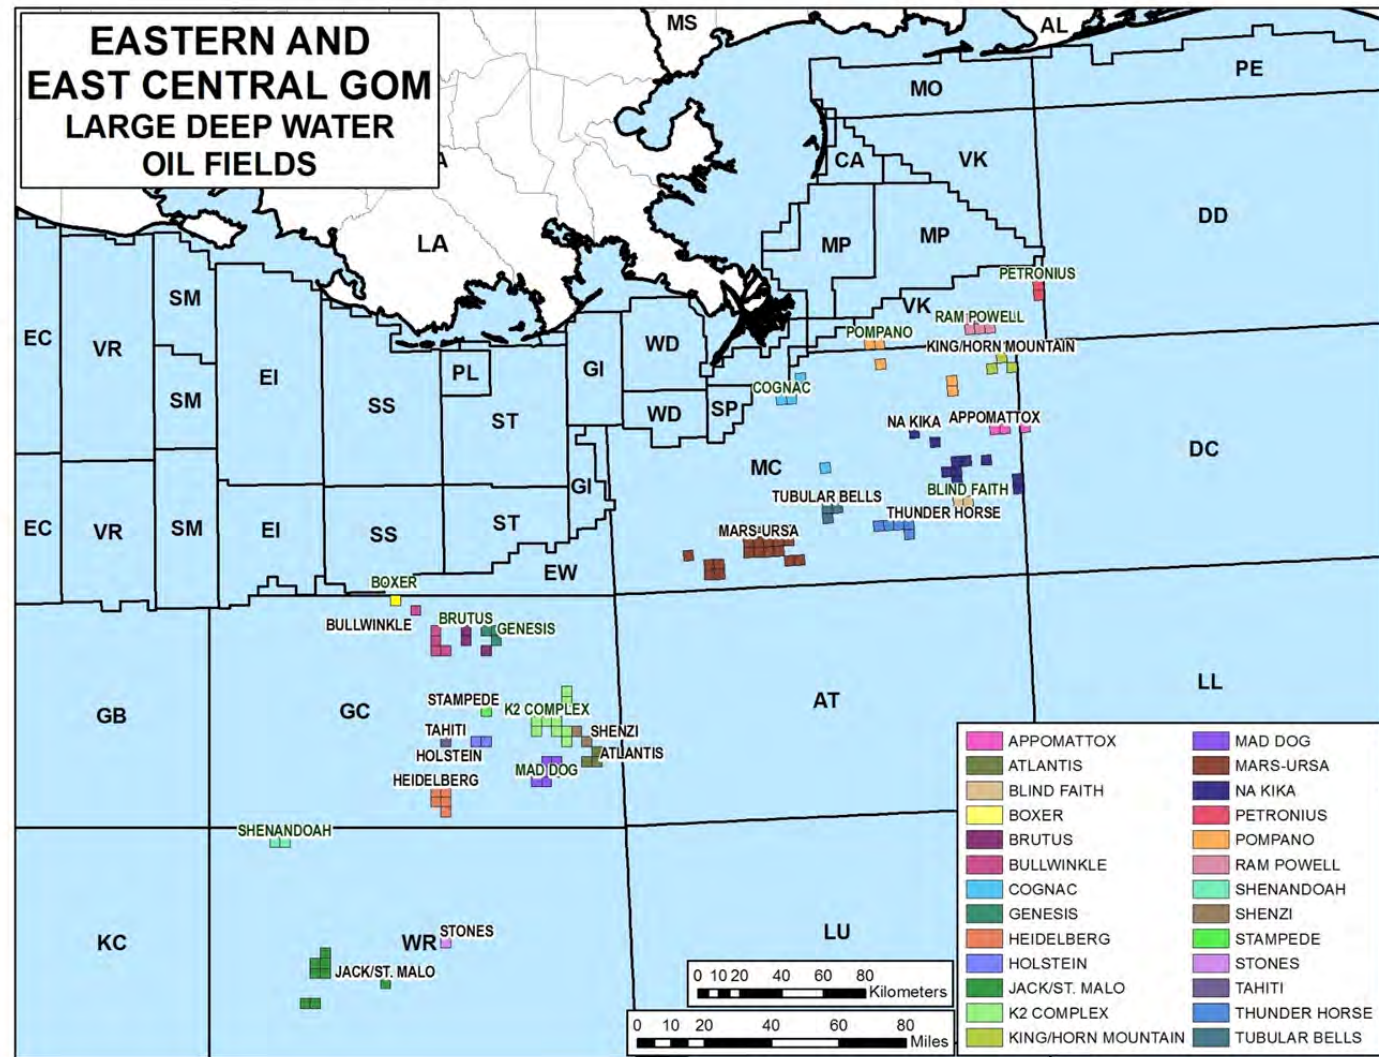 EASTERN AND
EAST CENTRAL GOM
LARGE DEEP WATER
OIL FIELDS
MS
AL
MO
PE
CA
VK
DD
LA
MP
MP
SM
PETRONIUS
VK
RAM POWELL
POMPANO
KING/HORN MOUNTAIN
EC
VR
EI
WD
GI
PL
SS
COGNAC
SM
ST
WD
SP
NA KIKA
APPOMATTOX
DC
MC
GI
BLIND FAITH
TUBULAR BELLS
THUNDER HORSE
EC
VR
SM
EI
SS
ST
MARS-URSA
EW
BOXER
BULLWINKLE
BRUTUS
GENESIS
GB
GC
STAMPEDE
K2 COMPLEX
AT
LL
TAHITI
SHENZI
HOLSTEIN
ATLANTIS
MAD DOG
HEIDELBERG
SHENANDOAH
KC
WR
STONES
LU
JACK/ST. MALO
APPOMATTOX
ATLANTIS
BLIND FAITH
BOXER
BRUTUS
BULLWINKLE
COGNAC
GENESIS
HEIDELBERG
HOLSTEIN
JACK/ST. MALO
K2 COMPLEX
KING/HORN MOUNTAIN
MAD DOG
MARS-URSA
NA KIKA
PETRONIUS
POMPANO
RAM POWELL
SHENANDOAH
SHENZI
STAMPEDE
STONES
TAHITI
THUNDER HORSE
TUBULAR BELLS
0 10 20 40 60 80
Kilometers
0 10 20 40 60 80
Miles